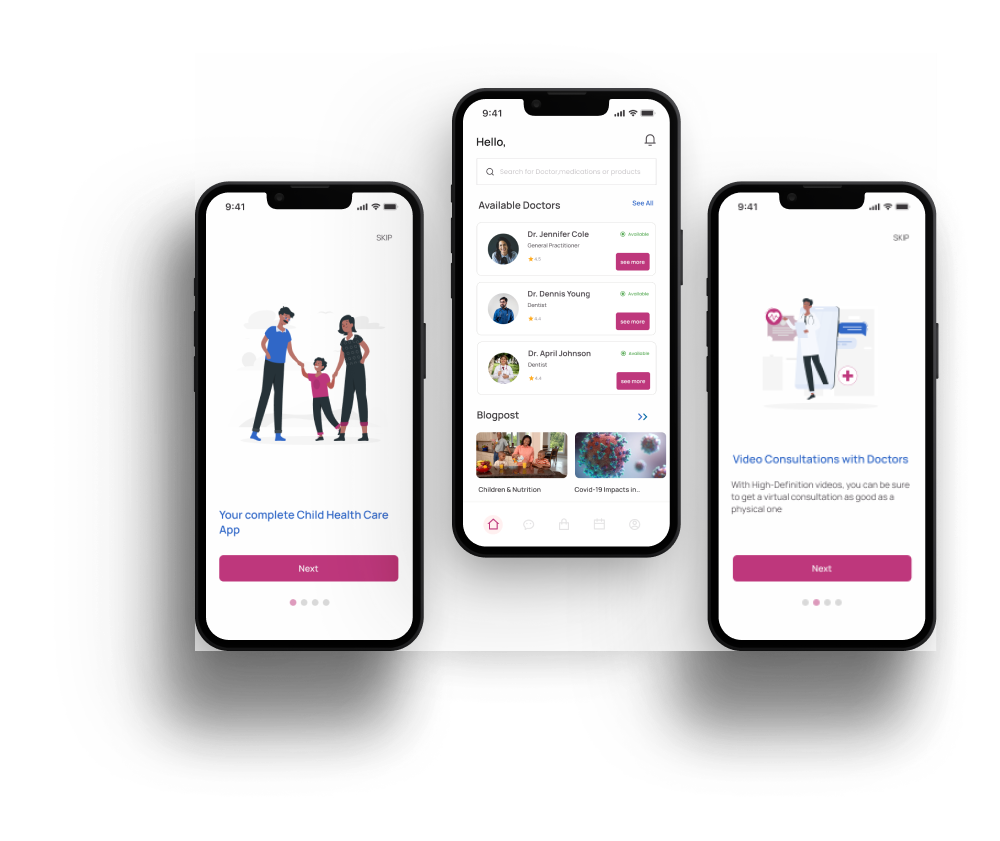 9:41
SKIP
Your complete Child Health Care
App
Next
9:41
Hello,
Search for Doctor/medications or products
Available Doctors
See All
Dr. Jennifer Cole
Available
General Practitioner
4.5
see more
Dr. Dennis Young
Available
Dentist
4.4
see more
Dr. April Johnson
Available
Dentist
4.4
see more
Blogpost
Children & Nutrition
Covid-19 Impacts in..
9:41
SKIP
Video Consultations with Doctors
With High-Definition videos, you can be sure
to get a virtual consultation as good as a
physical one
Next